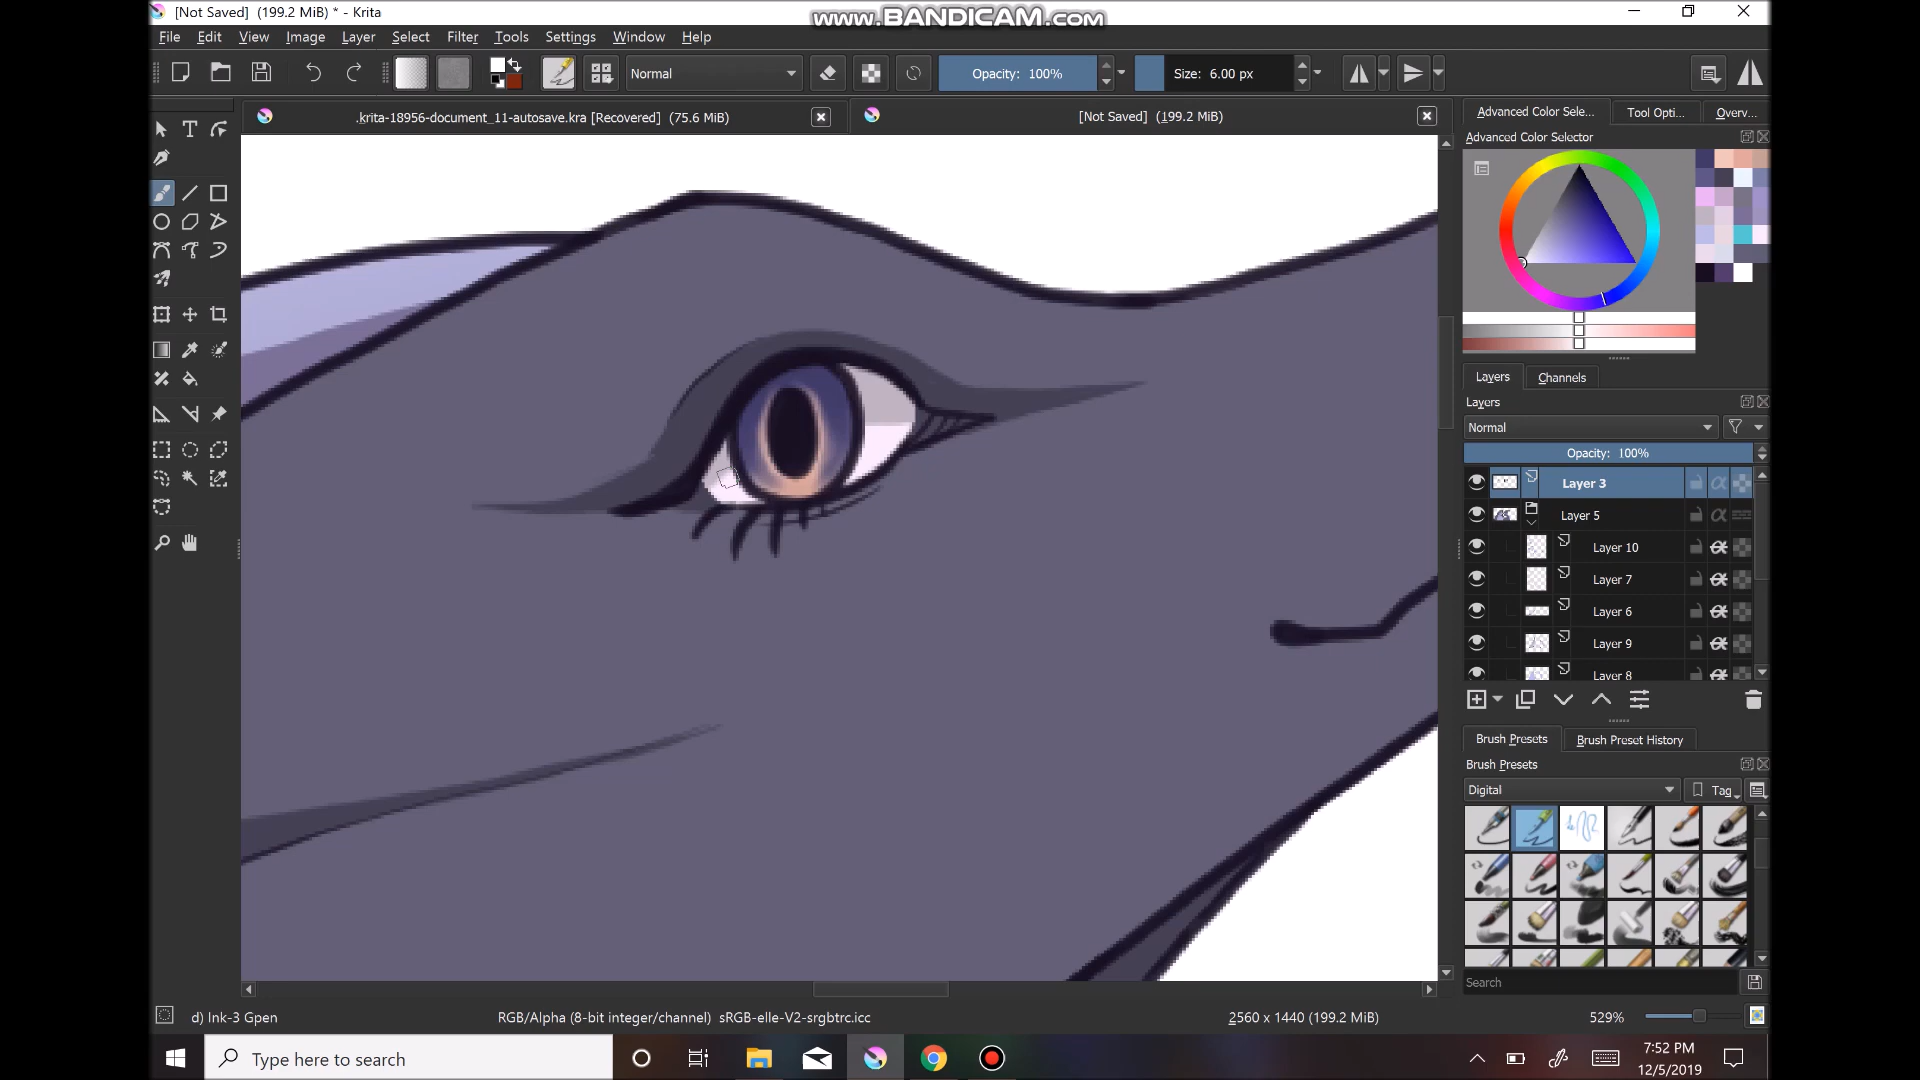 [Not Saved] (199.2 MiB) * - Krita
www.BANDICAM.com
File Edit View Image Layer Select Filter Tools Settings Window Help
Normal
Opacity: 100%
Size: 6.00 px
.krita-18956-document_11-autosave.kra [Recovered] (75.6 MiB)
[Not Saved] (199.2 MiB)
Advanced Color Sele... Tool Opti... Overv...
Advanced Color Selector
Layers Channels
Layers
Normal
Opacity: 100%
Layer 3
Layer 5
Layer 10
Layer 7
Layer 6
Layer 9
Layer 8
Brush Presets Brush Preset History
Brush Presets
Digital
Tag
Search
d) Ink-3 Gpen
RGB/Alpha (8-bit integer/channel) sRGB-elle-V2-srgbtrc.icc
2560 x 1440 (199.2 MiB)
529%
Type here to search
7:52 PM
12/5/2019